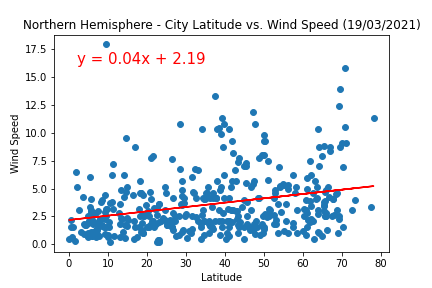 Northern Hemisphere - City Latitude vs. Wind Speed (19/03/2021)
y = 0.04x + 2.19
Wind Speed
17.5
15.0
12.5
10.0
7.5
5.0
2.5
0.0
0 10 20 30 40 50 60 70 80
Latitude